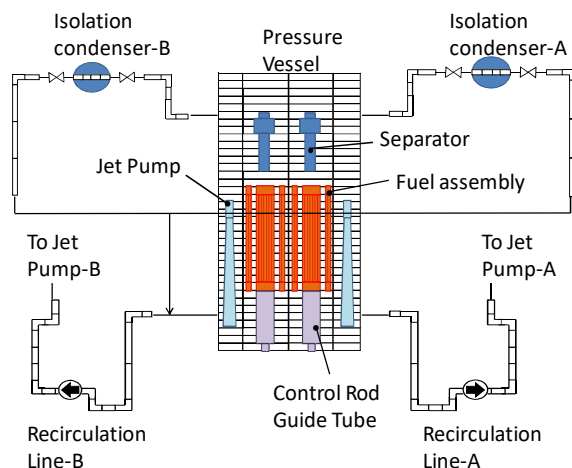 Isolation
condenser-B
Pressure
Vessel
Isolation
condenser-A
Separator
Jet Pump
Fuel assembly
To Jet
Pump-B
To Jet
Pump-A
Control Rod
Guide Tube
Recirculation
Line-B
Recirculation
Line-A